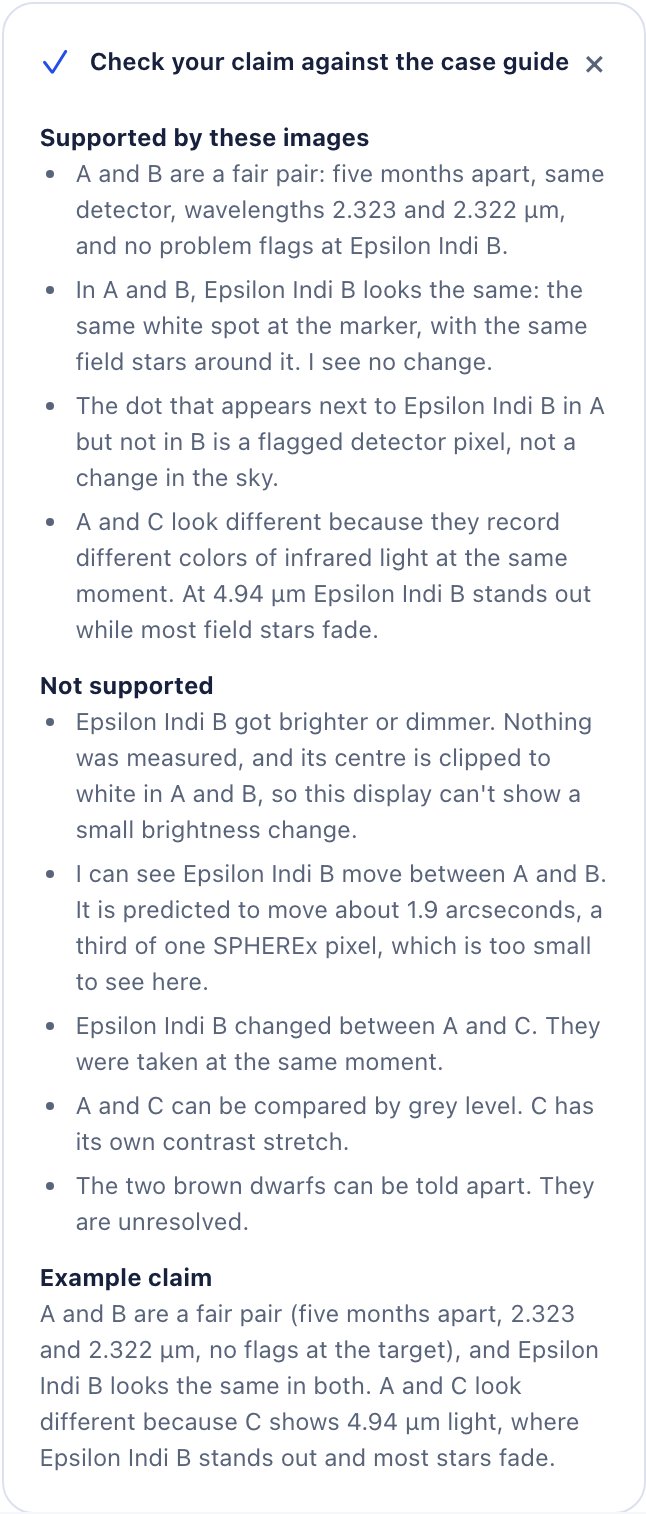 Check your claim against the case guide
Supported by these images
• A and B are a fair pair: five months apart, same
detector, wavelengths 2.323 and 2.322 μm,
and no problem flags at Epsilon Indi B.
• In A and B, Epsilon Indi B looks the same: the
same white spot at the marker, with the same
field stars around it. I see no change.
• The dot that appears next to Epsilon Indi B in A
but not in B is a flagged detector pixel, not a
change in the sky.
• A and C look different because they record
different colors of infrared light at the same
moment. At 4.94 μm Epsilon Indi B stands out
while most field stars fade.
Not supported
• Epsilon Indi B got brighter or dimmer. Nothing
was measured, and its centre is clipped to
white in A and B, so this display can't show a
small brightness change.
• I can see Epsilon Indi B move between A and B.
It is predicted to move about 1.9 arcseconds, a
third of one SPHEREx pixel, which is too small
to see here.
• Epsilon Indi B changed between A and C. They
were taken at the same moment.
• A and C can be compared by grey level. C has
its own contrast stretch.
• The two brown dwarfs can be told apart. They
are unresolved.
Example claim
A and B are a fair pair (five months apart, 2.323
and 2.322 μm, no flags at the target), and Epsilon
Indi B looks the same in both. A and C look
different because C shows 4.94 μm light, where
Epsilon Indi B stands out and most stars fade.